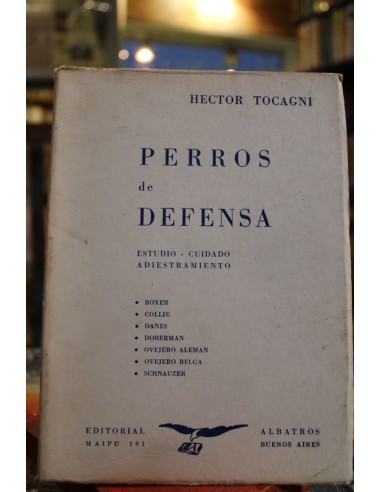 HECTOR TOCAGNI
PERROS
de
DEFENSA
ESTUDIO - CUIDADO
ADIESTRAMIENTO
• BOXER
• COLLIE
• DANES
• DOBERMAN
• OVEJERO ALEMAN
• OVEJERO BELGA
• SCHNAUZER
EDITORIAL ALBATROS
MAIPU 391 BUENOS AIRES